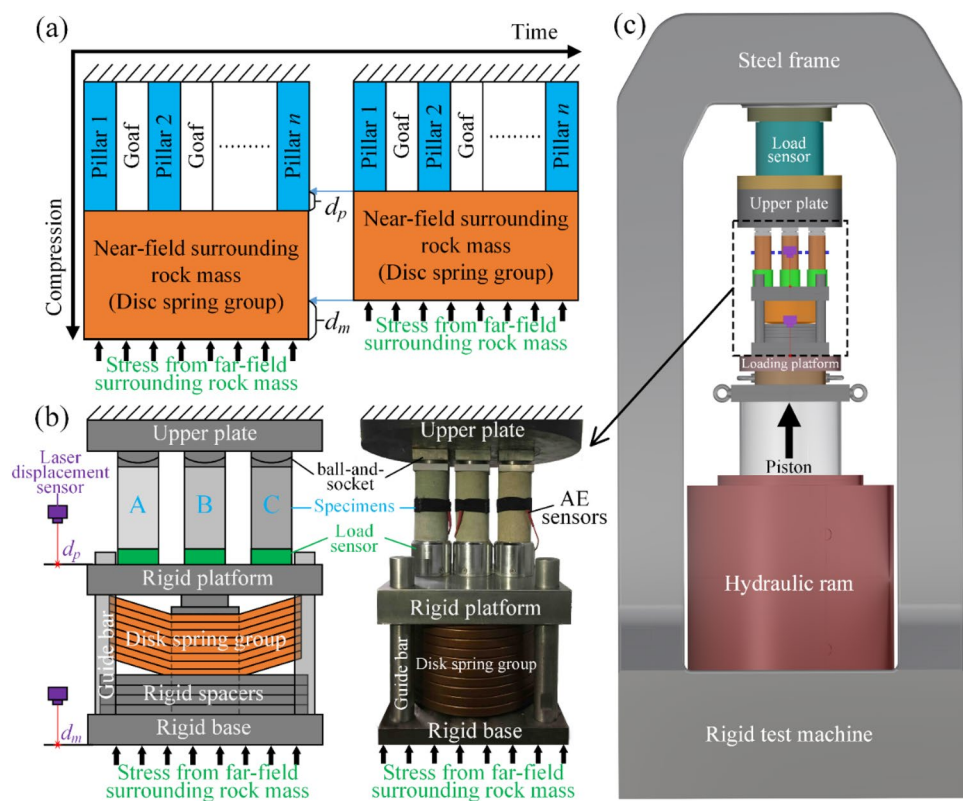 (a)
Time
Compression
Pillar 1
Goaf
Pillar 2
Goaf
.........
Pillar n
dp
Near-field surrounding
rock mass
(Disc spring group)
dm
Stress from far-field
surrounding rock mass
Pillar 1
Goaf
Pillar 2
Goaf
.........
Pillar n
Near-field surrounding
rock mass
(Disc spring group)
Stress from far-field
surrounding rock mass
(b)
Upper plate
Laser
displacement
sensor
ball-and-
socket
A
B
C
Specimens
Load
sensor
dp
Rigid platform
Disk spring group
Guide bar
Rigid spacers
dm
Rigid base
Stress from far-field
surrounding rock mass
Upper plate
AE
sensors
Rigid platform
Guide bar
Disk spring group
Rigid base
Stress from far-field
surrounding rock mass
(c)
Steel frame
Load
sensor
Upper plate
Loading platform
Piston
Hydraulic ram
Rigid test machine